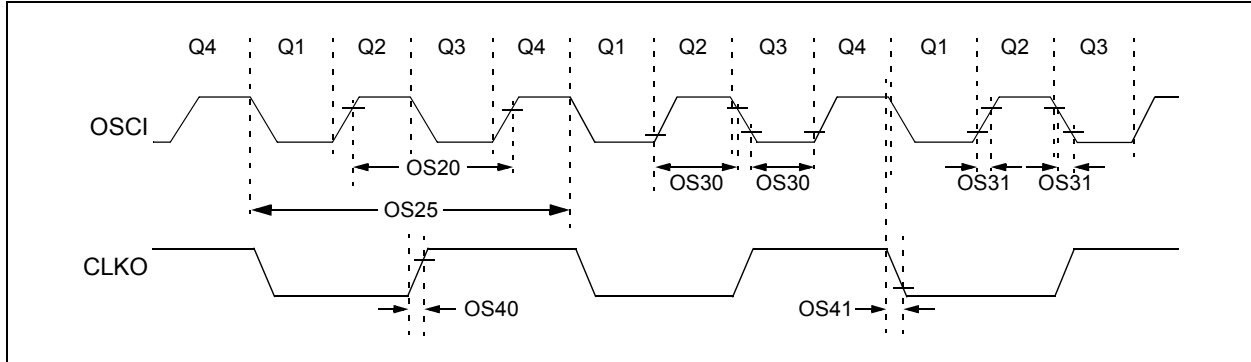 Q4 Q1 Q2 Q3 Q4 Q1 Q2 Q3 Q4 Q1 Q2 Q3
OSCI
OS20
OS30 OS30
OS31 OS31
OS25
CLKO
OS40
OS41